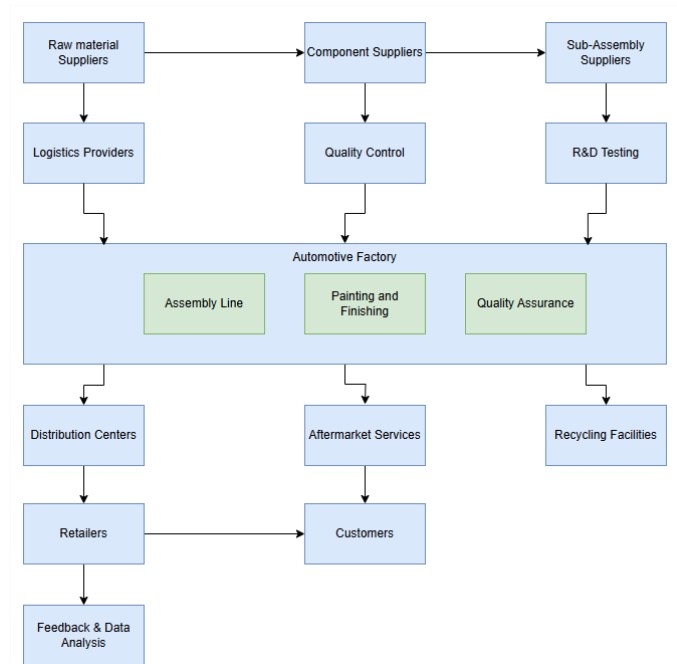 Raw material
Suppliers
Component Suppliers
Sub-Assembly
Suppliers
Logistics Providers
Quality Control
R&D Testing
Automotive Factory
Assembly Line
Painting and
Finishing
Quality Assurance
Distribution Centers
Aftermarket Services
Recycling Facilities
Retailers
Customers
Feedback & Data
Analysis